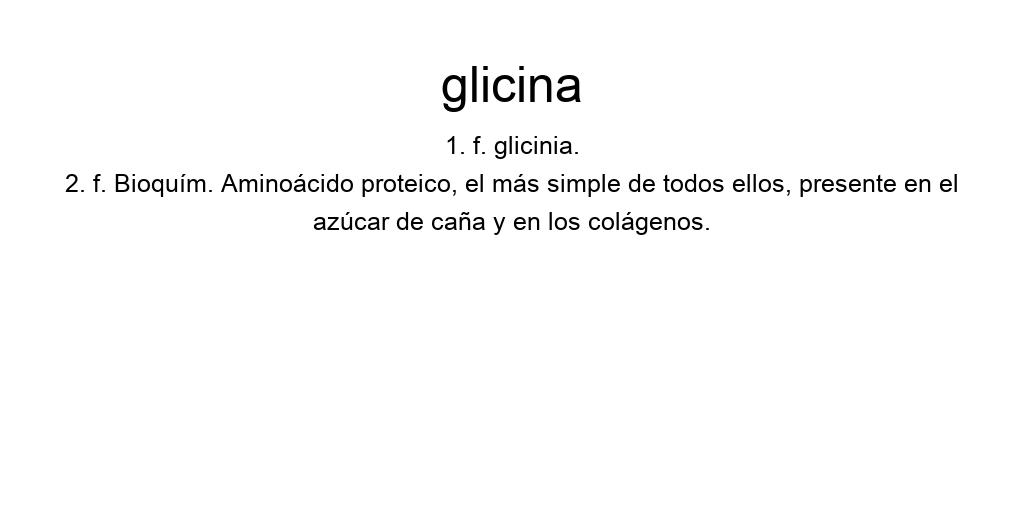 glicina
1. f. glicinia.
2. f. Bioquím. Aminoácido proteico, el más simple de todos ellos, presente en el
azúcar de caña y en los colágenos.